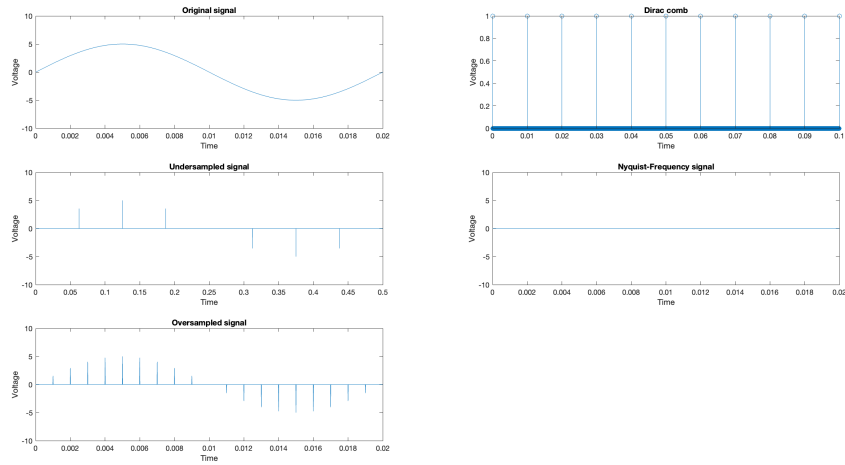 Original signal
10
5
0
-5
-10
Voltage
0 0.002 0.004 0.006 0.008 0.01 0.012 0.014 0.016 0.018 0.02
Time
Dirac comb
1
0.8
0.6
0.4
0.2
0
Voltage
0 0.01 0.02 0.03 0.04 0.05 0.06 0.07 0.08 0.09 0.1
Time
Undersampled signal
10
5
0
-5
-10
Voltage
0 0.05 0.1 0.15 0.2 0.25 0.3 0.35 0.4 0.45 0.5
Time
Nyquist-Frequency signal
10
5
0
-5
-10
Voltage
0 0.002 0.004 0.006 0.008 0.01 0.012 0.014 0.016 0.018 0.02
Time
Oversampled signal
10
5
0
-5
-10
Voltage
0 0.002 0.004 0.006 0.008 0.01 0.012 0.014 0.016 0.018 0.02
Time